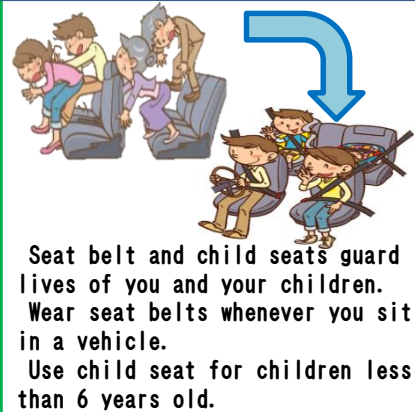 Seat belt and child seats guard
lives of you and your children.
Wear seat belts whenever you sit
in a vehicle.
Use child seat for children less
than 6 years old.